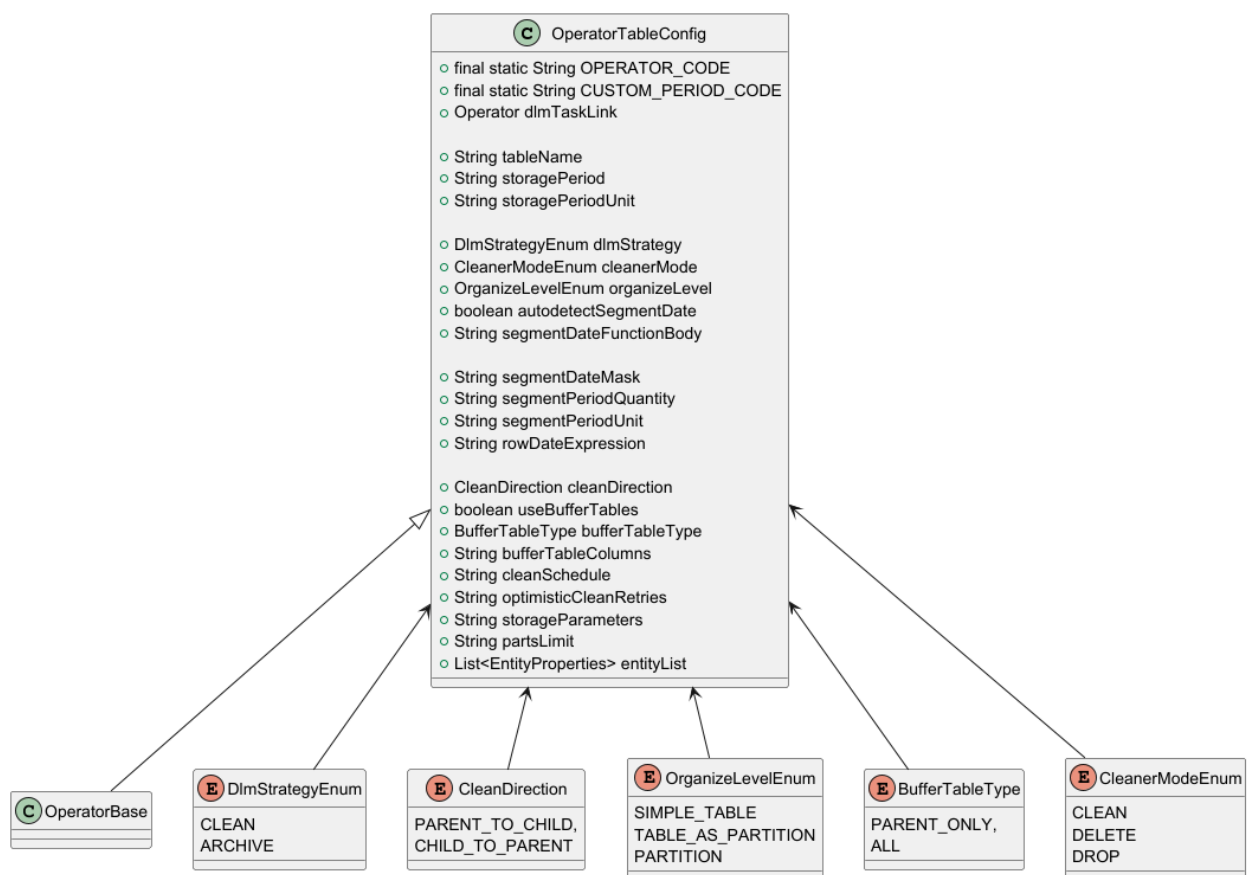 C OperatorTableConfig
final static String OPERATOR_CODE
final static String CUSTOM_PERIOD_CODE
Operator dlmTaskLink
String tableName
String storagePeriod
String storagePeriodUnit
DlmStrategyEnum dlmStrategy
CleanerModeEnum cleanerMode
OrganizeLevelEnum organizeLevel
boolean autodetectSegmentDate
String segmentDateFunctionBody
String segmentDateMask
String segmentPeriodQuantity
String segmentPeriodUnit
String rowDateExpression
CleanDirection cleanDirection
boolean useBufferTables
BufferTableType bufferTableType
String bufferTableColumns
String cleanSchedule
String optimisticCleanRetries
String storageParameters
String partsLimit
List<EntityProperties> entityList
C OperatorBase
E DlmStrategyEnum
CLEAN
ARCHIVE
E CleanDirection
PARENT_TO_CHILD,
CHILD_TO_PARENT
E OrganizeLevelEnum
SIMPLE_TABLE
TABLE_AS_PARTITION
PARTITION
E BufferTableType
PARENT_ONLY,
ALL
E CleanerModeEnum
CLEAN
DELETE
DROP